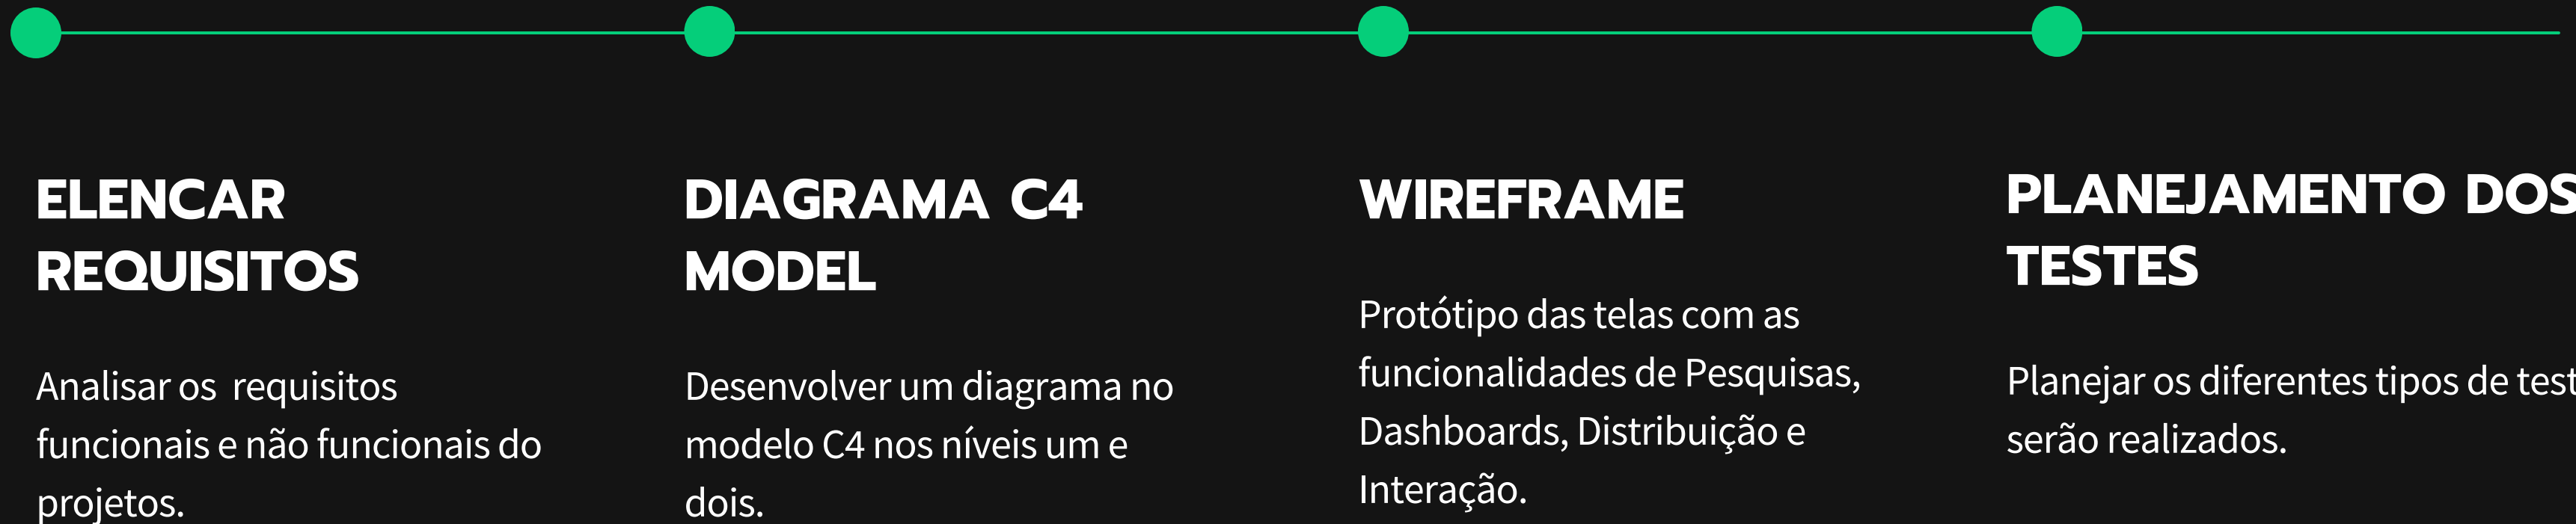 ELENCAR
REQUISITOS
Analisar os requisitos
funcionais e não funcionais do
projetos.
DIAGRAMA C4
MODEL
Desenvolver um diagrama no
modelo C4 nos níveis um e
dois.
WIREFRAME
Protótipo das telas com as
funcionalidades de Pesquisas,
Dashboards, Distribuição e
Interação.
PLANEJAMENTO DOS
TESTES
Planejar os diferentes tipos de
serão realizados.